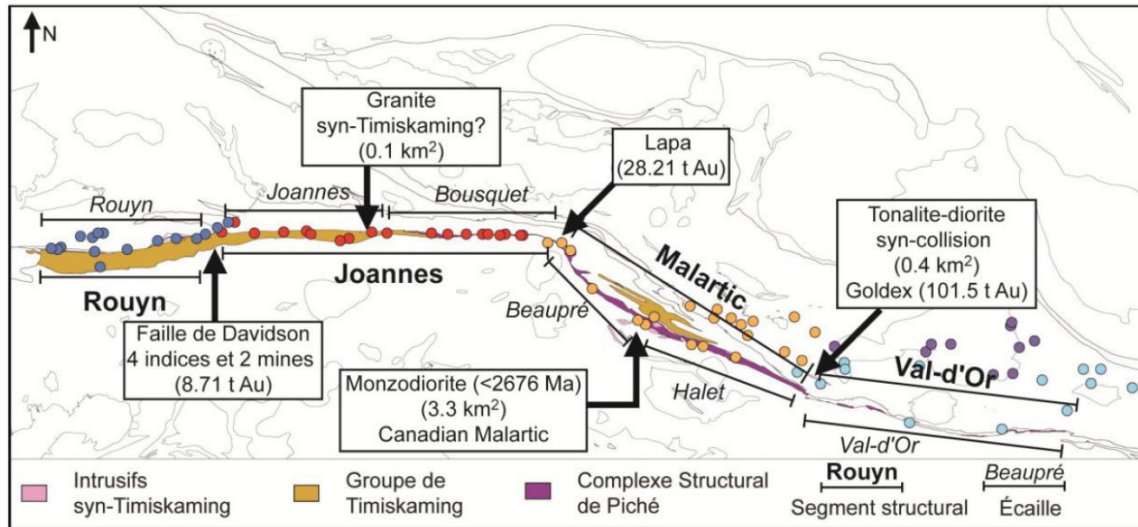 N
Granite
syn-Timiskaming?
(0.1 km²)
Lapa
(28.21 t Au)
Rouyn
Joannes
Bousquet
Tonalite-diorite
syn-collision
(0.4 km²)
Goldex (101.5 t Au)
Rouyn
Joannes
Malartic
Beaupré
Faille de Davidson
4 indices et 2 mines
(8.71 t Au)
Monzodiorite (<2676 Ma)
(3.3 km²)
Canadian Malartic
Halet
Val-d'Or
Val-d'Or
Intrusifs
syn-Timiskaming
Groupe de
Timiskaming
Complexe Structural
de Piché
Rouyn
Segment structural
Beaupré
Écaille